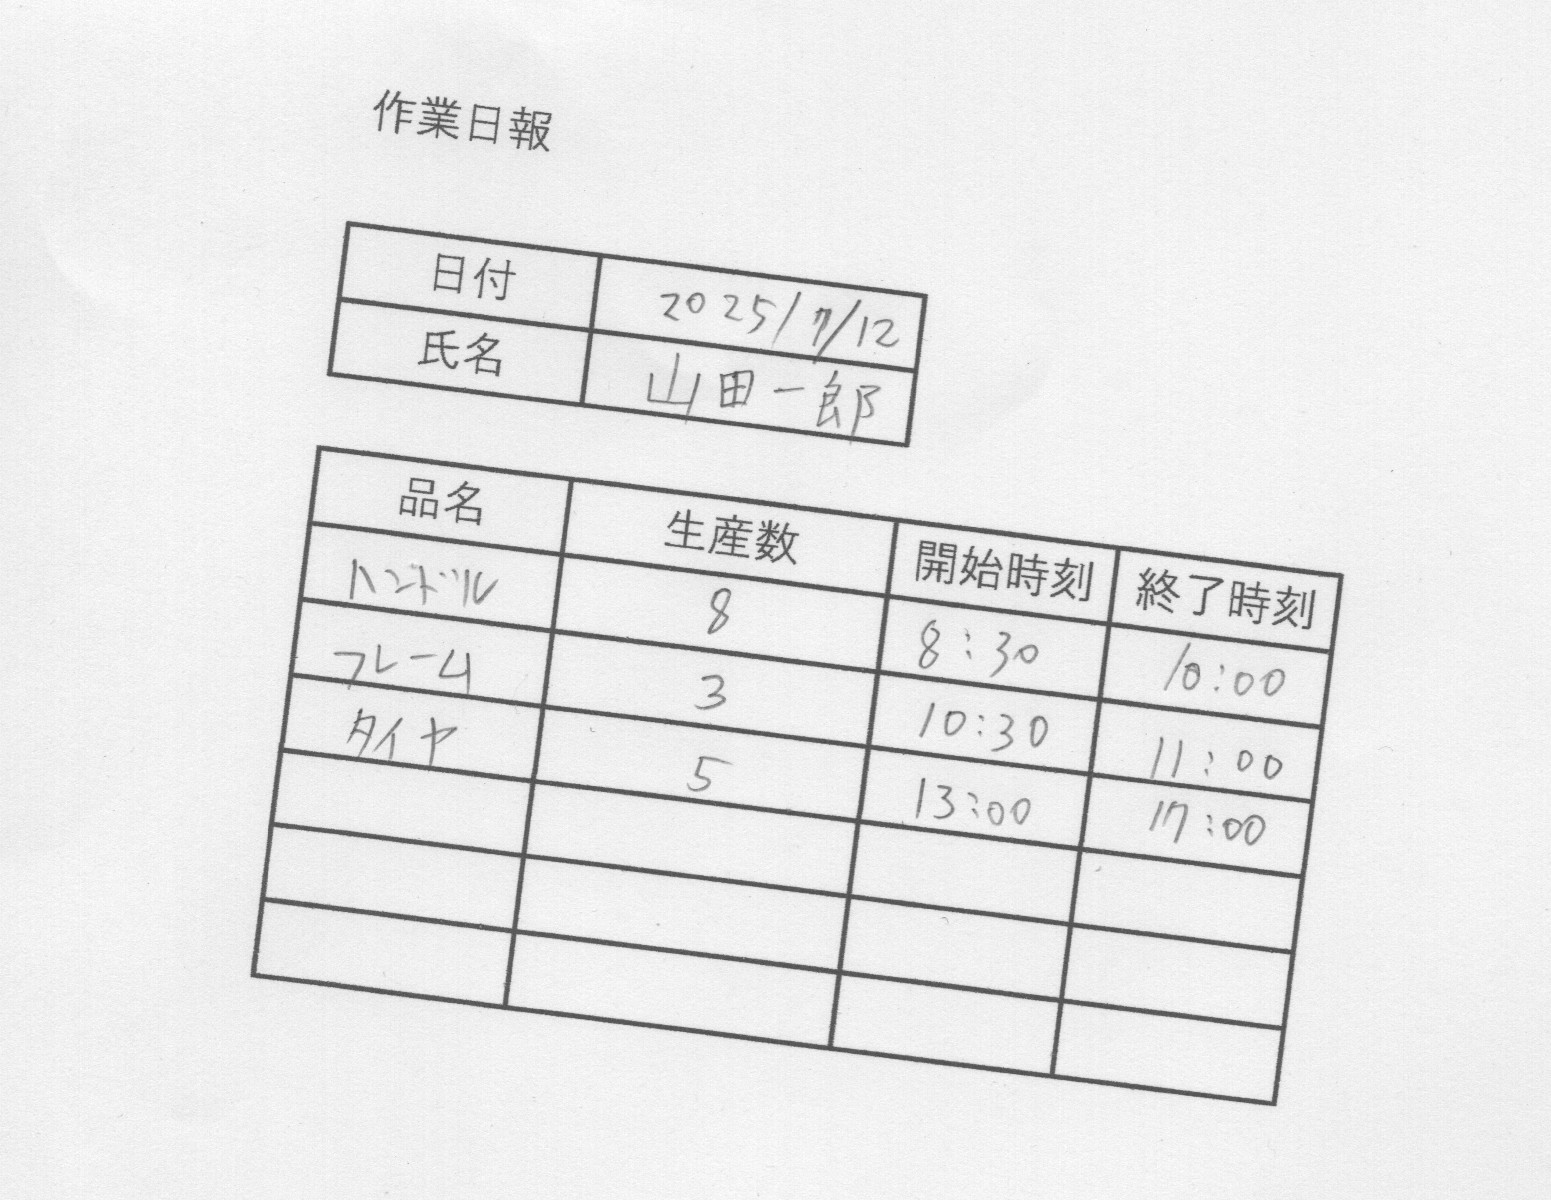 作業日報
日付 2025/7/12
氏名 山田一郎
品名 生産数 開始時刻 終了時刻
ハンドル 8 8:30 10:00
フレーム 3 10:30 11:00
タイヤ 5 13:00 17:00